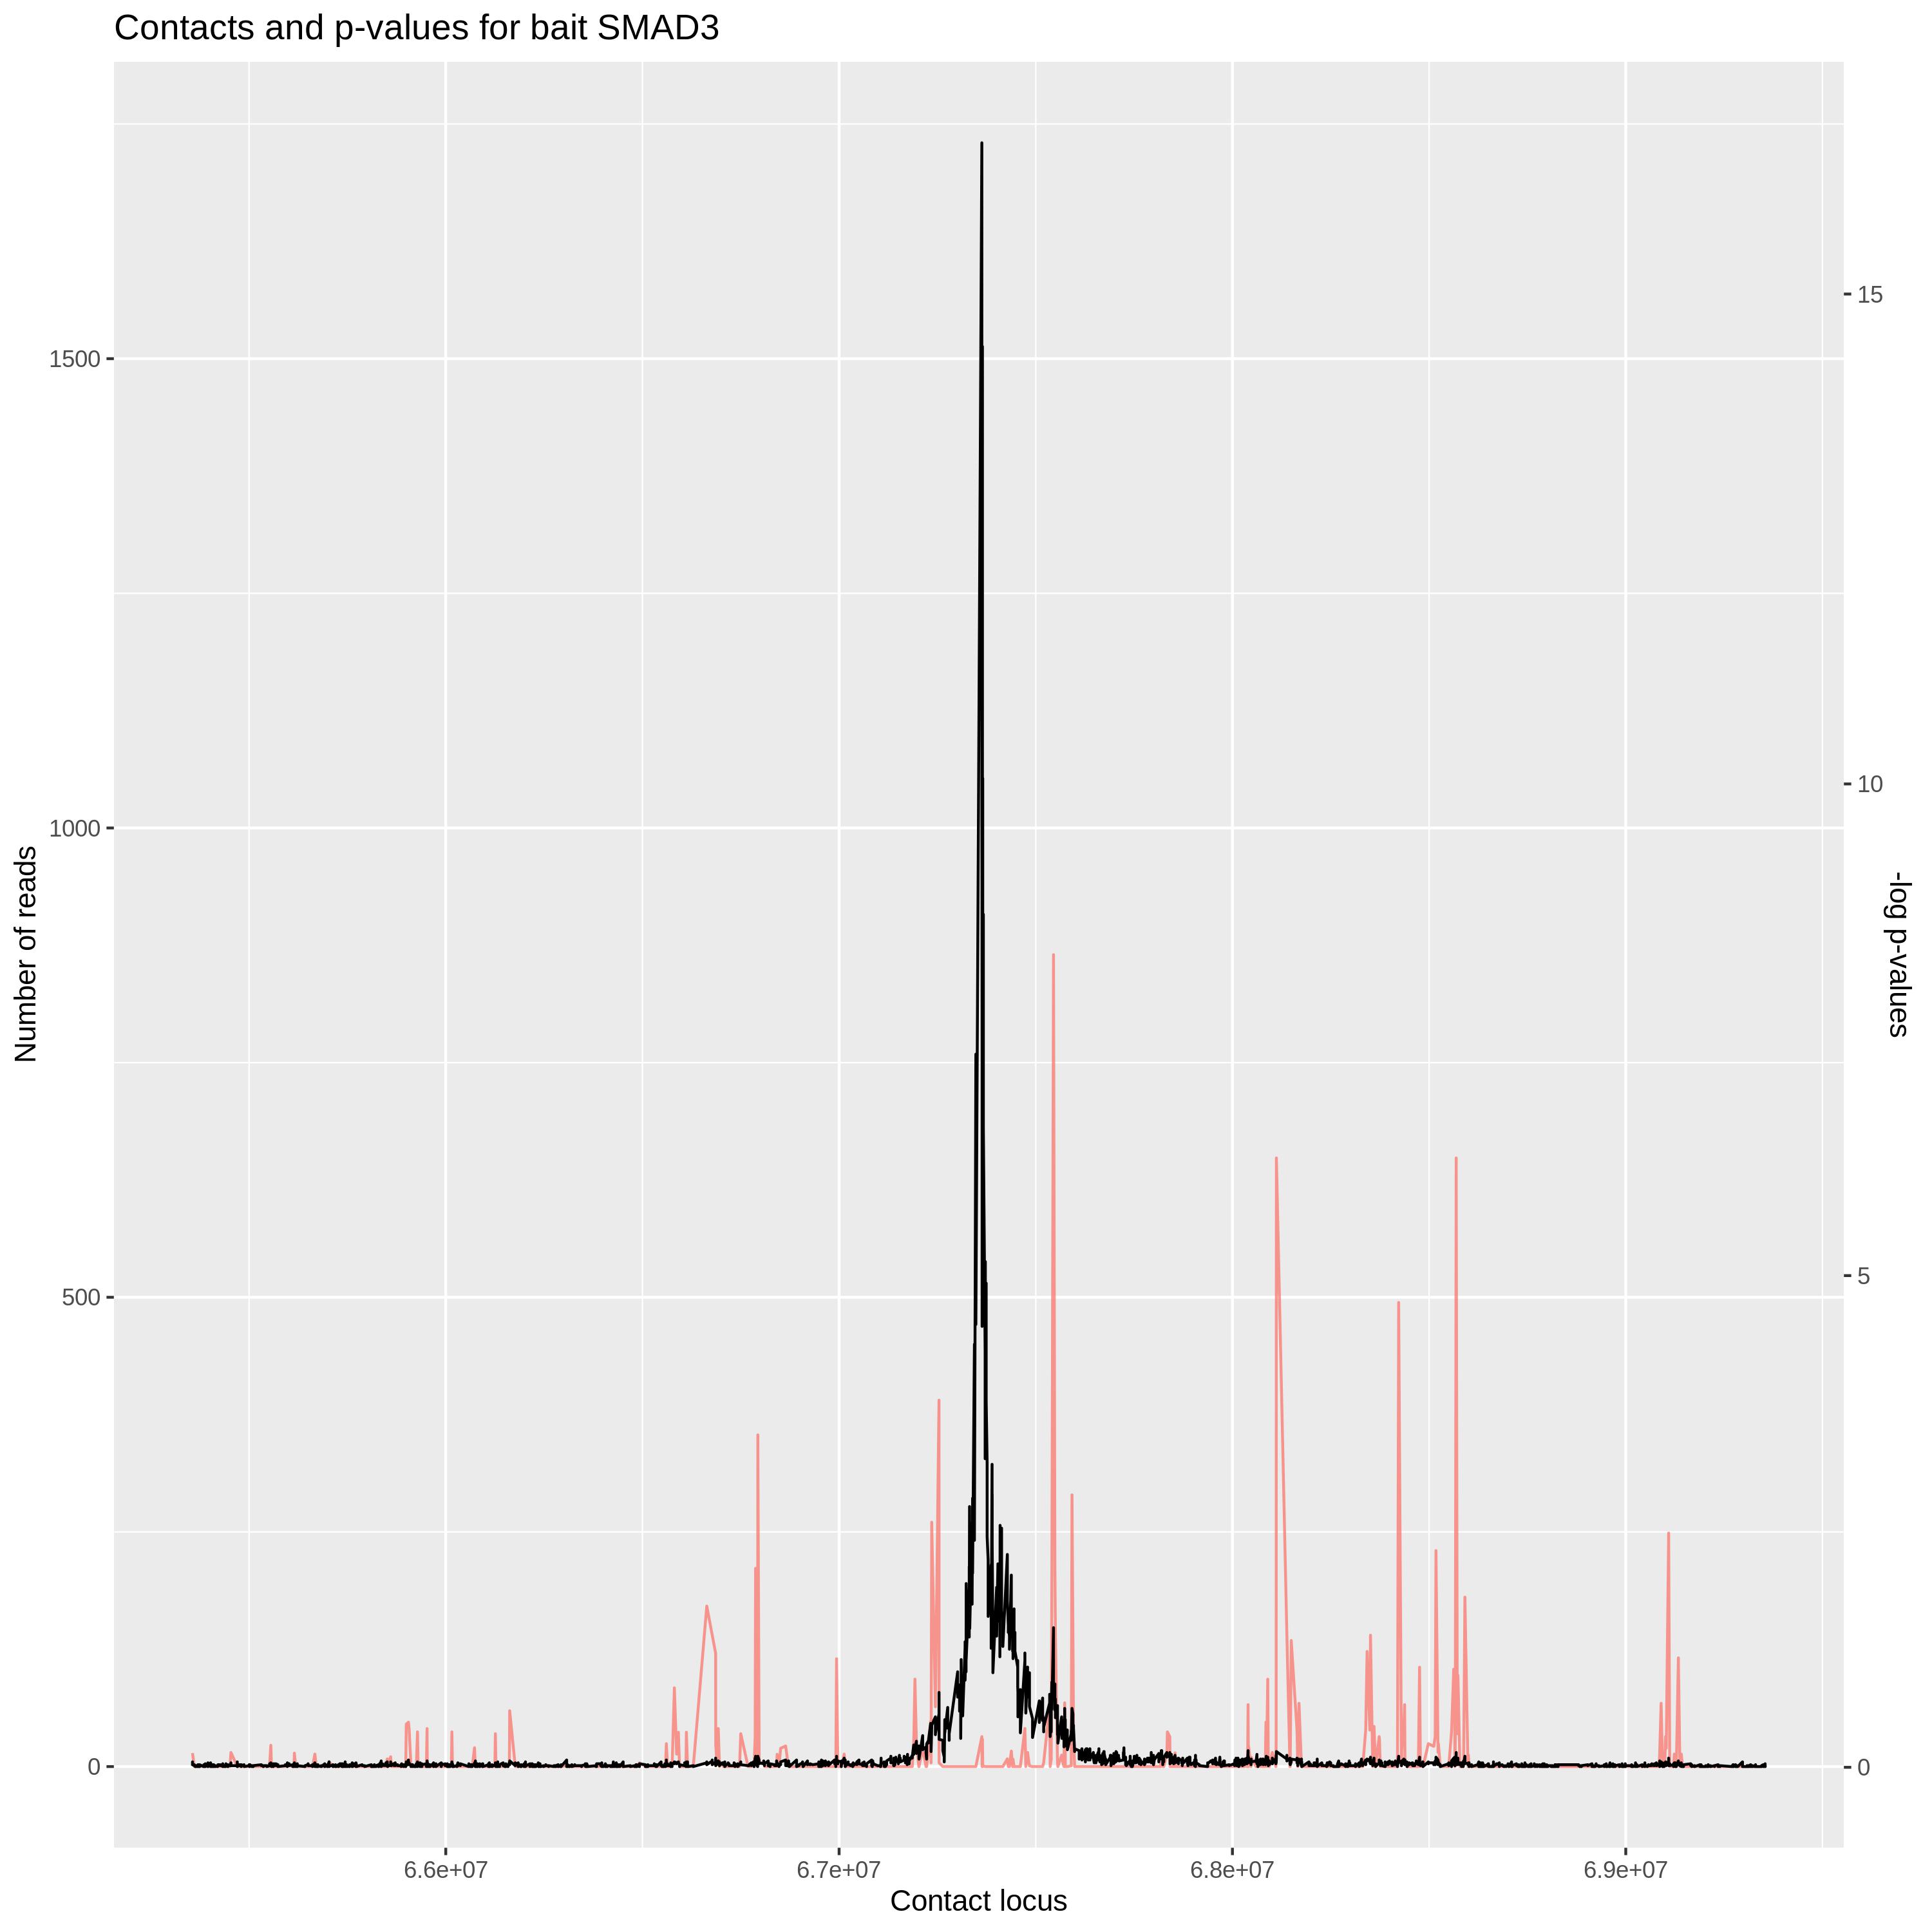 Contacts and p-values for bait SMAD3
1500
1000
500
0
Number of reads
15
10
5
0
-log p-values
6.6e+07
6.7e+07
6.8e+07
6.9e+07
Contact locus